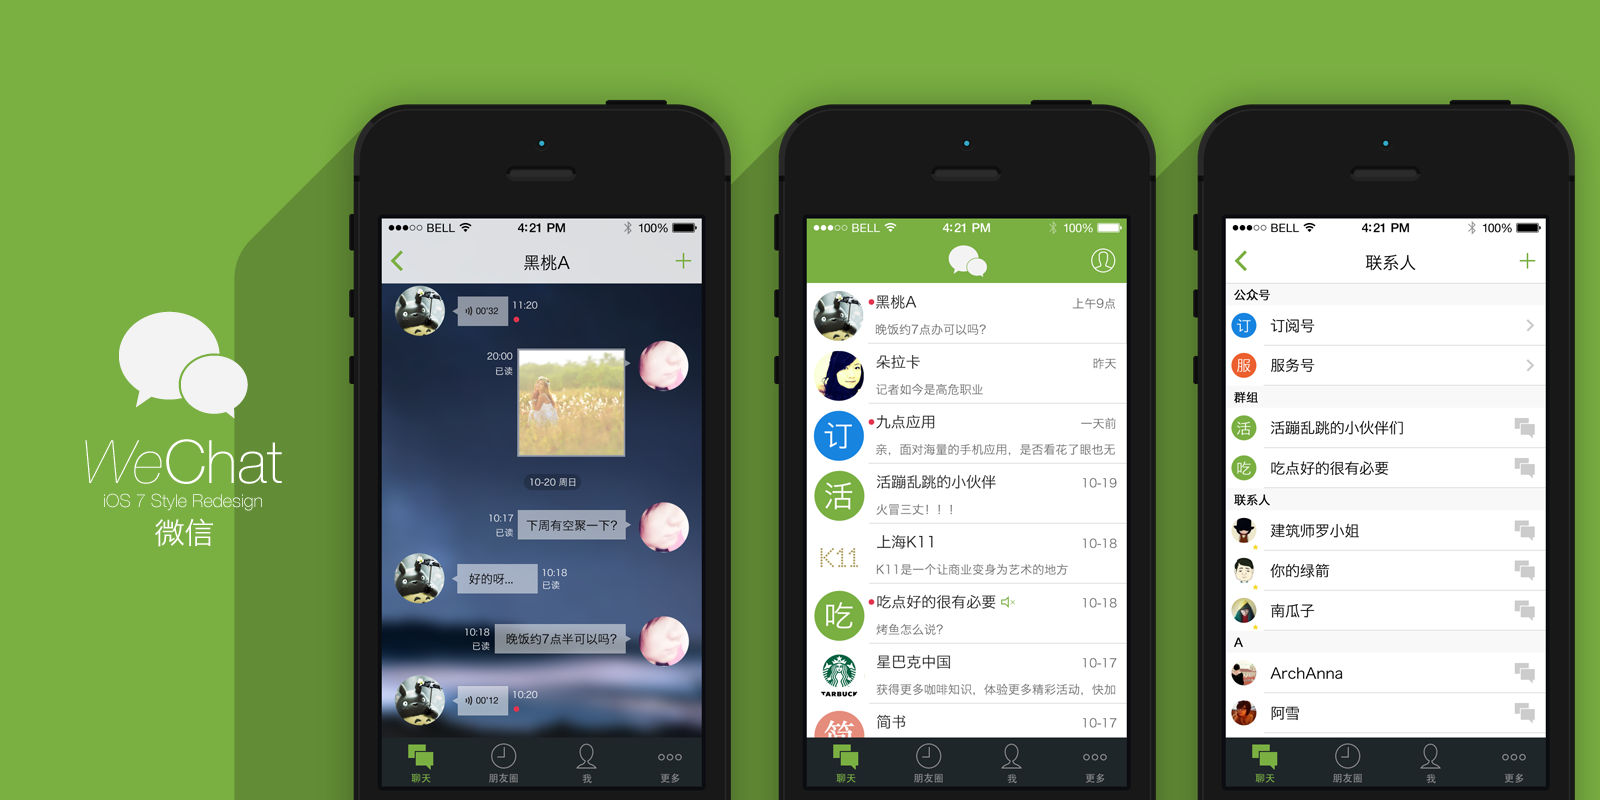 WeChat
iOS 7 Style Redesign
微信
BELL
4:21 PM
100%
黑桃A
00'32
11:20
20:00
已读
10-20 周日
10:17
已读
下周有空聚一下?
好的呀...
10:18
已读
10:18
已读
晚饭约7点半可以吗?
00'12
10:20
聊天
朋友圈
我
更多
BELL
4:21 PM
100%
黑桃A
上午9点
晚饭约7点办可以吗?
朵拉卡
昨天
记者如今是高危职业
订
九点应用
一天前
亲，面对海量的手机应用，是否看花了眼也无
活
活蹦乱跳的小伙伴
10-19
火冒三丈！！！
K11
上海K11
10-18
K11是一个让商业变身为艺术的地方
吃
吃点好的很有必要
10-18
烤鱼怎么说?
TARBUCK
星巴克中国
10-17
获得更多咖啡知识，体验更多精彩活动，快加
简
简书
10-17
聊天
朋友圈
我
更多
BELL
4:21 PM
100%
联系人
公众号
订
订阅号
服
服务号
群组
活
活蹦乱跳的小伙伴们
吃
吃点好的很有必要
联系人
建筑师罗小姐
你的绿箭
南瓜子
A
ArchAnna
阿雪
聊天
朋友圈
我
更多